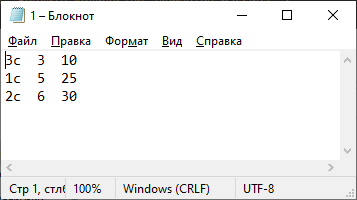 1 – Блокнот
Файл Правка Формат Вид Справка
3с 3 10
1с 5 25
2с 6 30
Стр 1, стлб 100% Windows (CRLF) UTF-8